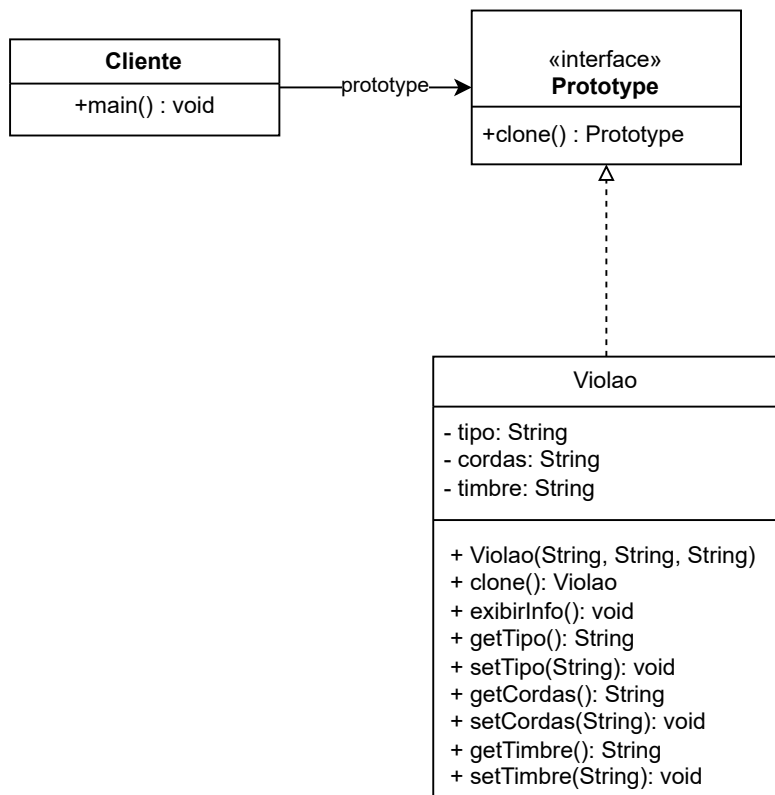 Cliente
+main() : void
prototype
«interface»
Prototype
+clone() : Prototype
Violao
- tipo: String
- cordas: String
- timbre: String
+ Violao(String, String, String)
+ clone(): Violao
+ exibirInfo(): void
+ getTipo(): String
+ setTipo(String): void
+ getCordas(): String
+ setCordas(String): void
+ getTimbre(): String
+ setTimbre(String): void